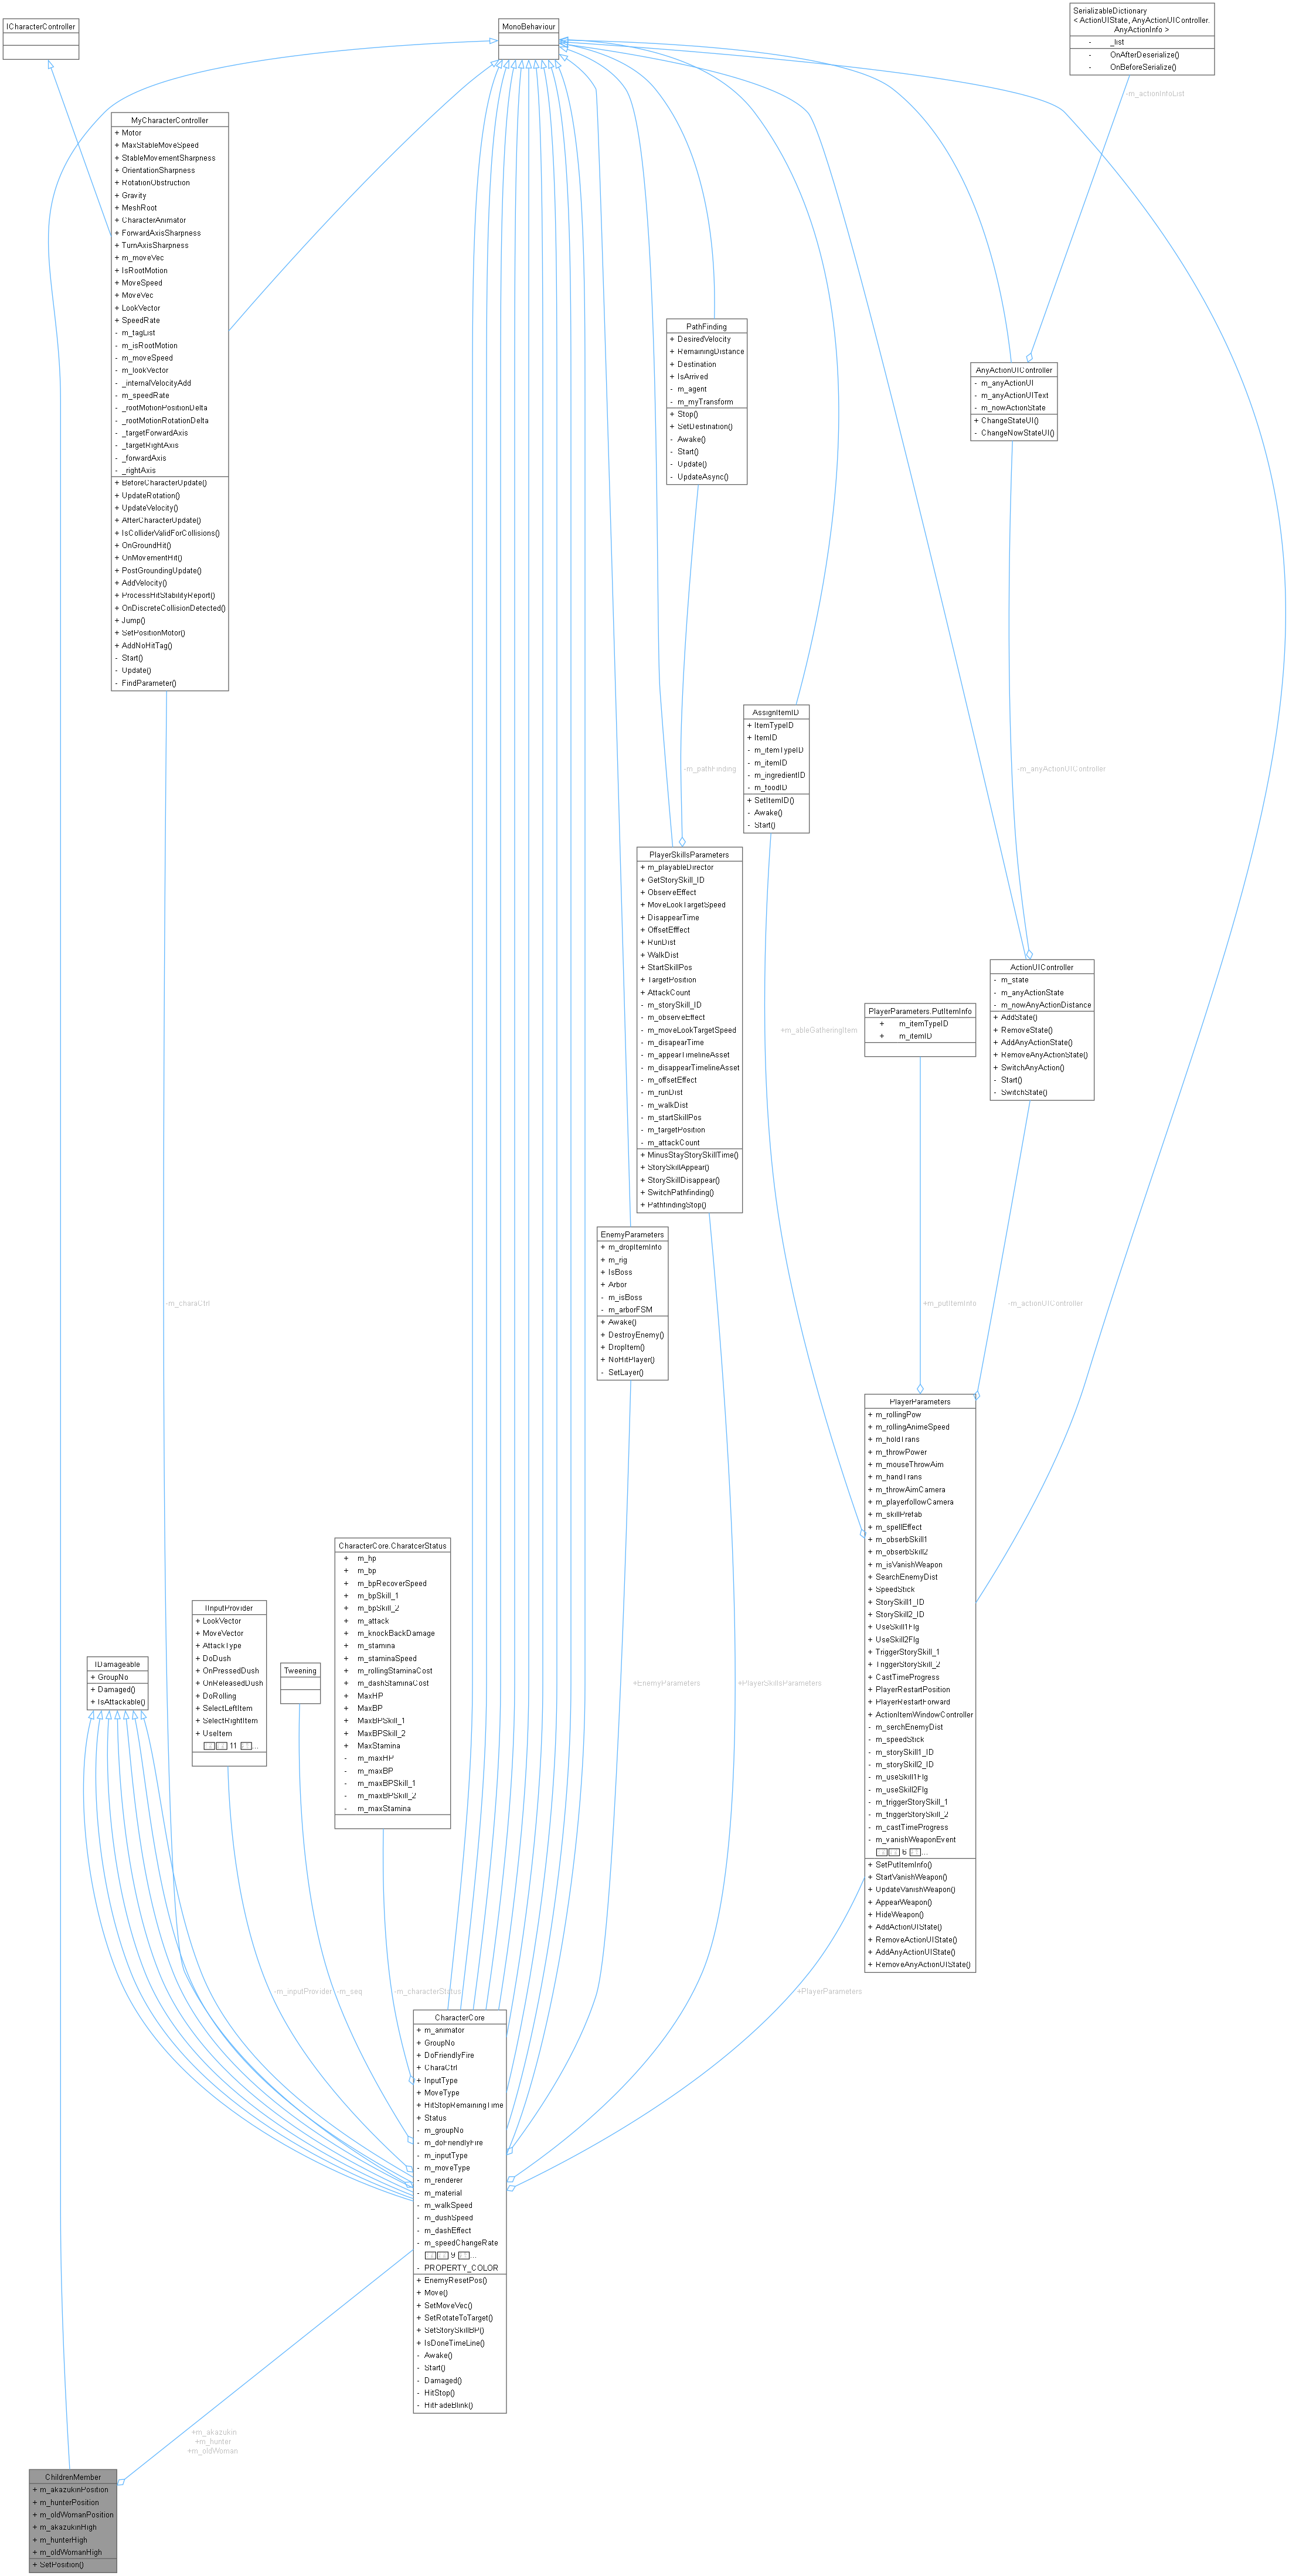 ICharacterController
MonoBehaviour
SerializableDictionary
< ActionUIState, AnyActionUIController.
AnyActionInfo >
- _list
- OnAfterDeserialize()
- OnBeforeSerialize()
-m_actionInfoList
MyCharacterController
+ Motor
+ MaxStableMoveSpeed
+ StableMovementSharpness
+ OrientationSharpness
+ RotationObstruction
+ Gravity
+ MeshRoot
+ CharacterAnimator
+ ForwardAxisSharpness
+ TurnAxisSharpness
+ m_moveVec
+ IsRootMotion
+ MoveSpeed
+ MoveVec
+ LookVector
+ SpeedRate
- m_tagList
- m_isRootMotion
- m_moveSpeed
- m_lookVector
- _internalVelocityAdd
- m_speedRate
- _rootMotionPositionDelta
- _rootMotionRotationDelta
- _targetForwardAxis
- _targetRightAxis
- _forwardAxis
- _rightAxis
+ BeforeCharacterUpdate()
+ UpdateRotation()
+ UpdateVelocity()
+ AfterCharacterUpdate()
+ IsColliderValidForCollisions()
+ OnGroundHit()
+ OnMovementHit()
+ PostGroundingUpdate()
+ AddVelocity()
+ ProcessHitStabilityReport()
+ OnDiscreteCollisionDetected()
+ Jump()
+ SetPositionMotor()
+ AddNoHitTag()
- Start()
- Update()
- FindParameter()
PathFinding
+ DesiredVelocity
+ RemainingDistance
+ Destination
+ IsArrived
- m_agent
- m_myTransform
+ Stop()
+ SetDestination()
- Awake()
- Start()
- Update()
- UpdateAsync()
AnyActionUIController
- m_anyActionUI
- m_anyActionUIText
- m_nowActionState
+ ChangeStateUI()
- ChangeNowStateUI()
-m_pathFinding
-m_anyActionUIController
AssignItemID
+ ItemTypeID
+ ItemID
- m_itemTypeID
- m_itemID
- m_ingredientID
- m_foodID
+ SetItemID()
- Awake()
- Start()
PlayerSkillsParameters
+ m_playableDirector
+ GetStorySkill_ID
+ ObserveEffect
+ MoveLookTargetSpeed
+ DisappearTime
+ OffsetEfffect
+ RunDist
+ WalkDist
+ StartSkillPos
+ TargetPosition
+ AttackCount
- m_storySkill_ID
- m_observeEffect
- m_moveLookTargetSpeed
- m_disapearTime
- m_appearTimelineAsset
- m_disappearTimelineAsset
- m_offsetEffect
- m_runDist
- m_walkDist
- m_startSkillPos
- m_targetPosition
- m_attackCount
+ MinusStayStorySkillTime()
+ StorySkillAppear()
+ StorySkillDisappear()
+ SwitchPathfinding()
+ PathfindingStop()
ActionUIController
- m_state
- m_anyActionState
- m_nowAnyActionDistance
+ AddState()
+ RemoveState()
+ AddAnyActionState()
+ RemoveAnyActionState()
+ SwitchAnyAction()
- Start()
- SwitchState()
PlayerParameters.PutItemInfo
+ m_itemTypeID
+ m_itemID
+m_ableGatheringItem
EnemyParameters
+ m_dropItemInfo
+ m_rig
+ IsBoss
+ Arbor
- m_isBoss
- m_arborFSM
+ Awake()
+ DestroyEnemy()
+ DropItem()
+ NoHitPlayer()
- SetLayer()
-m_charaCtrl
+m_putItemInfo
-m_actionUIController
PlayerParameters
+ m_rollingPow
+ m_rollingAnimeSpeed
+ m_holdTrans
+ m_throwPower
+ m_mouseThrowAim
+ m_handTrans
+ m_throwAimCamera
+ m_playerfollowCamera
+ m_skillPrefab
+ m_spellEffect
+ m_obserbSkill1
+ m_obserbSkill2
+ m_isVanishWeapon
+ SearchEnemyDist
+ SpeedStick
+ StorySkill1_ID
+ StorySkill2_ID
+ UseSkill1Flg
+ UseSkill2Flg
+ TriggerStorySkill_1
+ TriggerStorySkill_2
+ CastTimeProgress
+ PlayerRestartPosition
+ PlayerRestartForward
+ ActionItemWindowController
- m_serchEnemyDist
- m_speedStick
- m_storySkill1_ID
- m_storySkill2_ID
- m_useSkill1Flg
- m_useSkill2Flg
- m_triggerStorySkill_1
- m_triggerStorySkill_2
- m_castTimeProgress
- m_vanishWeaponEvent
6 ...
+ SetPutItemInfo()
+ StartVanishWeapon()
+ UpdateVanishWeapon()
+ AppearWeapon()
+ HideWeapon()
+ AddActionUIState()
+ RemoveActionUIState()
+ AddAnyActionUIState()
+ RemoveAnyActionUIState()
CharacterCore.CharatcerStatus
+ m_hp
+ m_bp
+ m_bpRecoverSpeed
+ m_bpSkill_1
+ m_bpSkill_2
+ m_attack
+ m_knockBackDamage
+ m_stamina
+ m_staminaSpeed
+ m_rollingStaminaCost
+ m_dashStaminaCost
+ MaxHP
+ MaxBP
+ MaxBPSkill_1
+ MaxBPSkill_2
+ MaxStamina
- m_maxHP
- m_maxBP
- m_maxBPSkill_1
- m_maxBPSkill_2
- m_maxStamina
IInputProvider
+ LookVector
+ MoveVector
+ AttackType
+ DoDush
+ OnPressedDush
+ OnReleasedDush
+ DoRolling
+ SelectLeftItem
+ SelectRightItem
+ UseItem
11 ...
IDamageable
+ GroupNo
+ Damaged()
+ IsAttackable()
Tweening
+EnemyParameters
+PlayerSkillsParameters
-m_inputProvider
-m_seq
-m_characterStatus
+PlayerParameters
CharacterCore
+ m_animator
+ GroupNo
+ DoFriendlyFire
+ CharaCtrl
+ InputType
+ MoveType
+ HitStopRemainingTime
+ Status
- m_groupNo
- m_doFriendlyFire
- m_inputType
- m_moveType
- m_renderer
- m_material
- m_walkSpeed
- m_dushSpeed
- m_dashEffect
- m_speedChangeRate
9 ...
- PROPERTY_COLOR
+ EnemyResetPos()
+ Move()
+ SetMoveVec()
+ SetRotateToTarget()
+ SetStorySkillBP()
+ IsDoneTimeLine()
- Awake()
- Start()
- Damaged()
- HitStop()
- HitFadeBlink()
+m_akazukin
+m_hunter
+m_oldWoman
ChildrenMember
+ m_akazukinPosition
+ m_hunterPosition
+ m_oldWomanPosition
+ m_akazukinHigh
+ m_hunterHigh
+ m_oldWomanHigh
+ SetPosition()